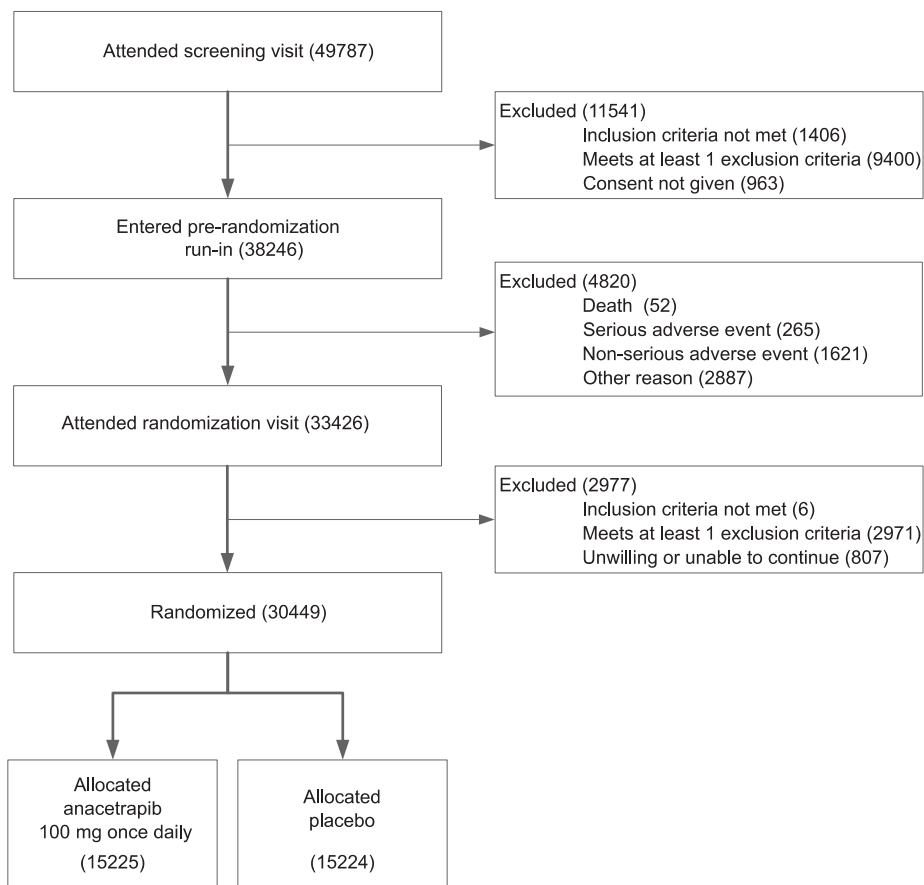 Attended screening visit (49787)
Excluded (11541)
Inclusion criteria not met (1406)
Meets at least 1 exclusion criteria (9400)
Consent not given (963)
Entered pre-randomization
run-in (38246)
Excluded (4820)
Death (52)
Serious adverse event (265)
Non-serious adverse event (1621)
Other reason (2887)
Attended randomization visit (33426)
Excluded (2977)
Inclusion criteria not met (6)
Meets at least 1 exclusion criteria (2971)
Unwilling or unable to continue (807)
Randomized (30449)
Allocated
anacetrapib
100 mg once daily
(15225)
Allocated
placebo
(15224)